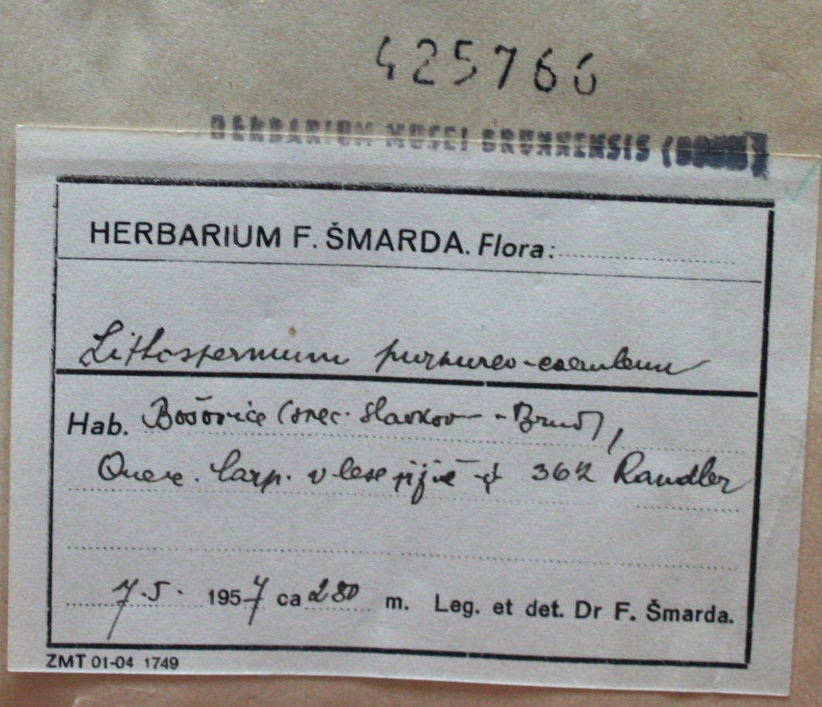 425766
HERBARIUM MUSEI BRUNNENSIS (BRNM)
HERBARIUM F. ŠMARDA. Flora:
Lithospermum purpureo-caeruleum
Hab. Bošovice (Slavkov - Brno),
Querc. Carp. v lese jižně 362 Randler
7.5. 1957 ca 280 m. Leg. et det. Dr F. Šmarda.
ZMT 01-04 1749